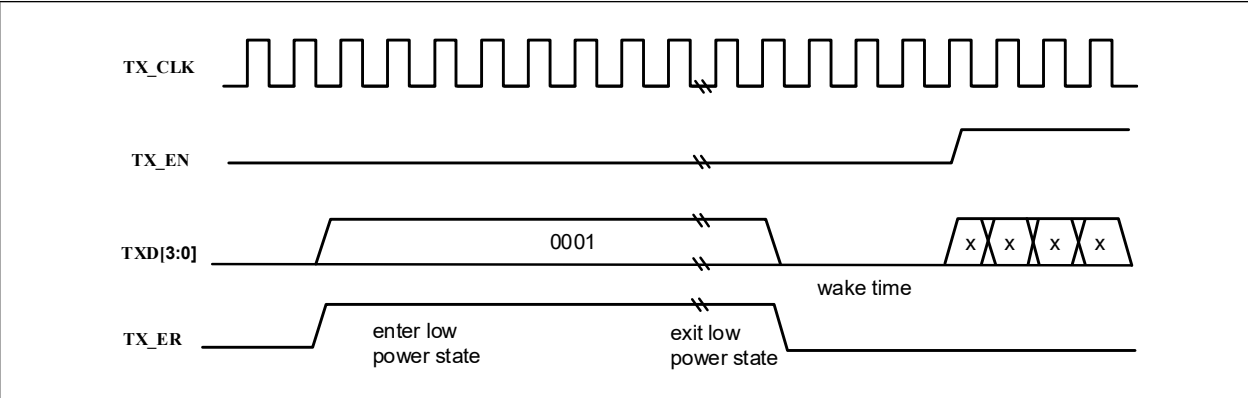 TX_CLK
TX_EN
TXD[3:0]
0001
x x x x
wake time
TX_ER
enter low
power state
exit low
power state